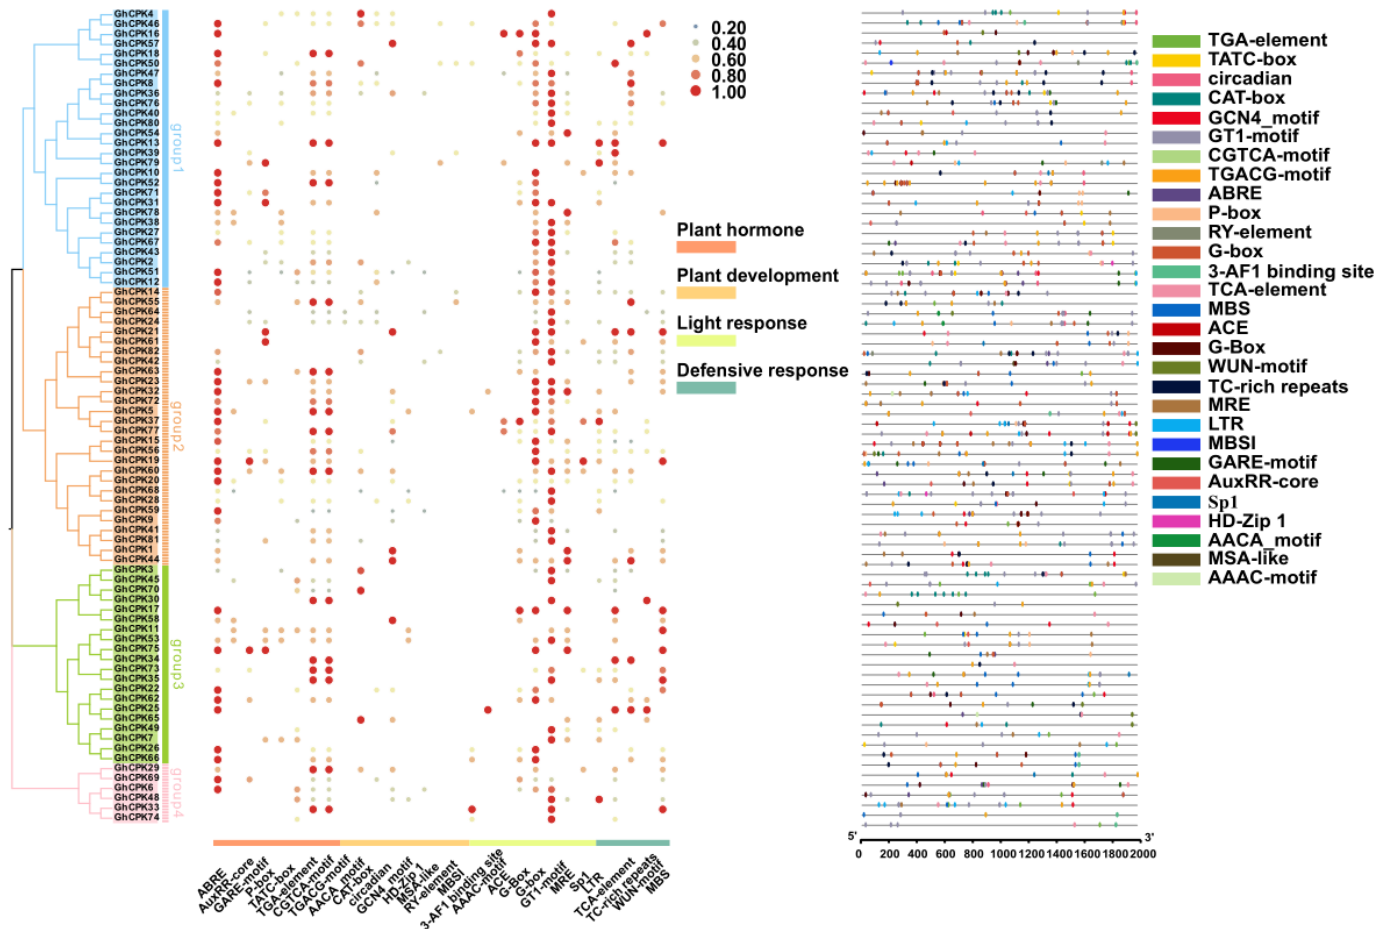 GhCPK4
GhCPK46
GhCPK16
GhCPK57
GhCPK18
GhCPK50
GhCPK47
GhCPK8
GhCPK36
GhCPK76
GhCPK40
GhCPK80
GhCPK54
GhCPK13
GhCPK39
GhCPK79
GhCPK10
GhCPK52
GhCPK71
GhCPK31
GhCPK78
GhCPK38
GhCPK27
GhCPK67
GhCPK43
GhCPK2
GhCPK51
GhCPK12
GhCPK14
GhCPK55
GhCPK64
GhCPK24
GhCPK21
GhCPK61
GhCPK82
GhCPK42
GhCPK63
GhCPK23
GhCPK32
GhCPK72
GhCPK5
GhCPK37
GhCPK77
GhCPK15
GhCPK56
GhCPK19
GhCPK60
GhCPK20
GhCPK68
GhCPK28
GhCPK59
GhCPK9
GhCPK41
GhCPK81
GhCPK1
GhCPK44
GhCPK3
GhCPK45
GhCPK70
GhCPK30
GhCPK17
GhCPK58
GhCPK11
GhCPK53
GhCPK75
GhCPK34
GhCPK73
GhCPK35
GhCPK22
GhCPK62
GhCPK25
GhCPK65
GhCPK49
GhCPK7
GhCPK26
GhCPK66
GhCPK29
GhCPK69
GhCPK6
GhCPK48
GhCPK33
GhCPK74
group1
group2
group3
group4
0.20
0.40
0.60
0.80
1.00
Plant hormone
Plant development
Light response
Defensive response
ABRE
AuxRR-core
GARE-motif
P-box
TATC-box
TGA-element
CGTCA-motif
TGACG-motif
AACA_motif
CAT-box
circadian
GCN4_motif
HD-Zip 1
MSA-like
RY-element
MBSI
3-AF1 binding site
AAAC-motif
ACE
G-Box
G-box
GT1-motif
MRE
Sp1
LTR
TCA-element
TC-rich repeats
WUN-motif
MBS
5' 3'
0 200 400 600 800 1000 1200 1400 1600 1800 2000
TGA-element
TATC-box
circadian
CAT-box
GCN4_motif
GT1-motif
CGTCA-motif
TGACG-motif
ABRE
P-box
RY-element
G-box
3-AF1 binding site
TCA-element
MBS
ACE
G-Box
WUN-motif
TC-rich repeats
MRE
LTR
MBSI
GARE-motif
AuxRR-core
Sp1
HD-Zip 1
AACA_motif
MSA-like
AAAC-motif